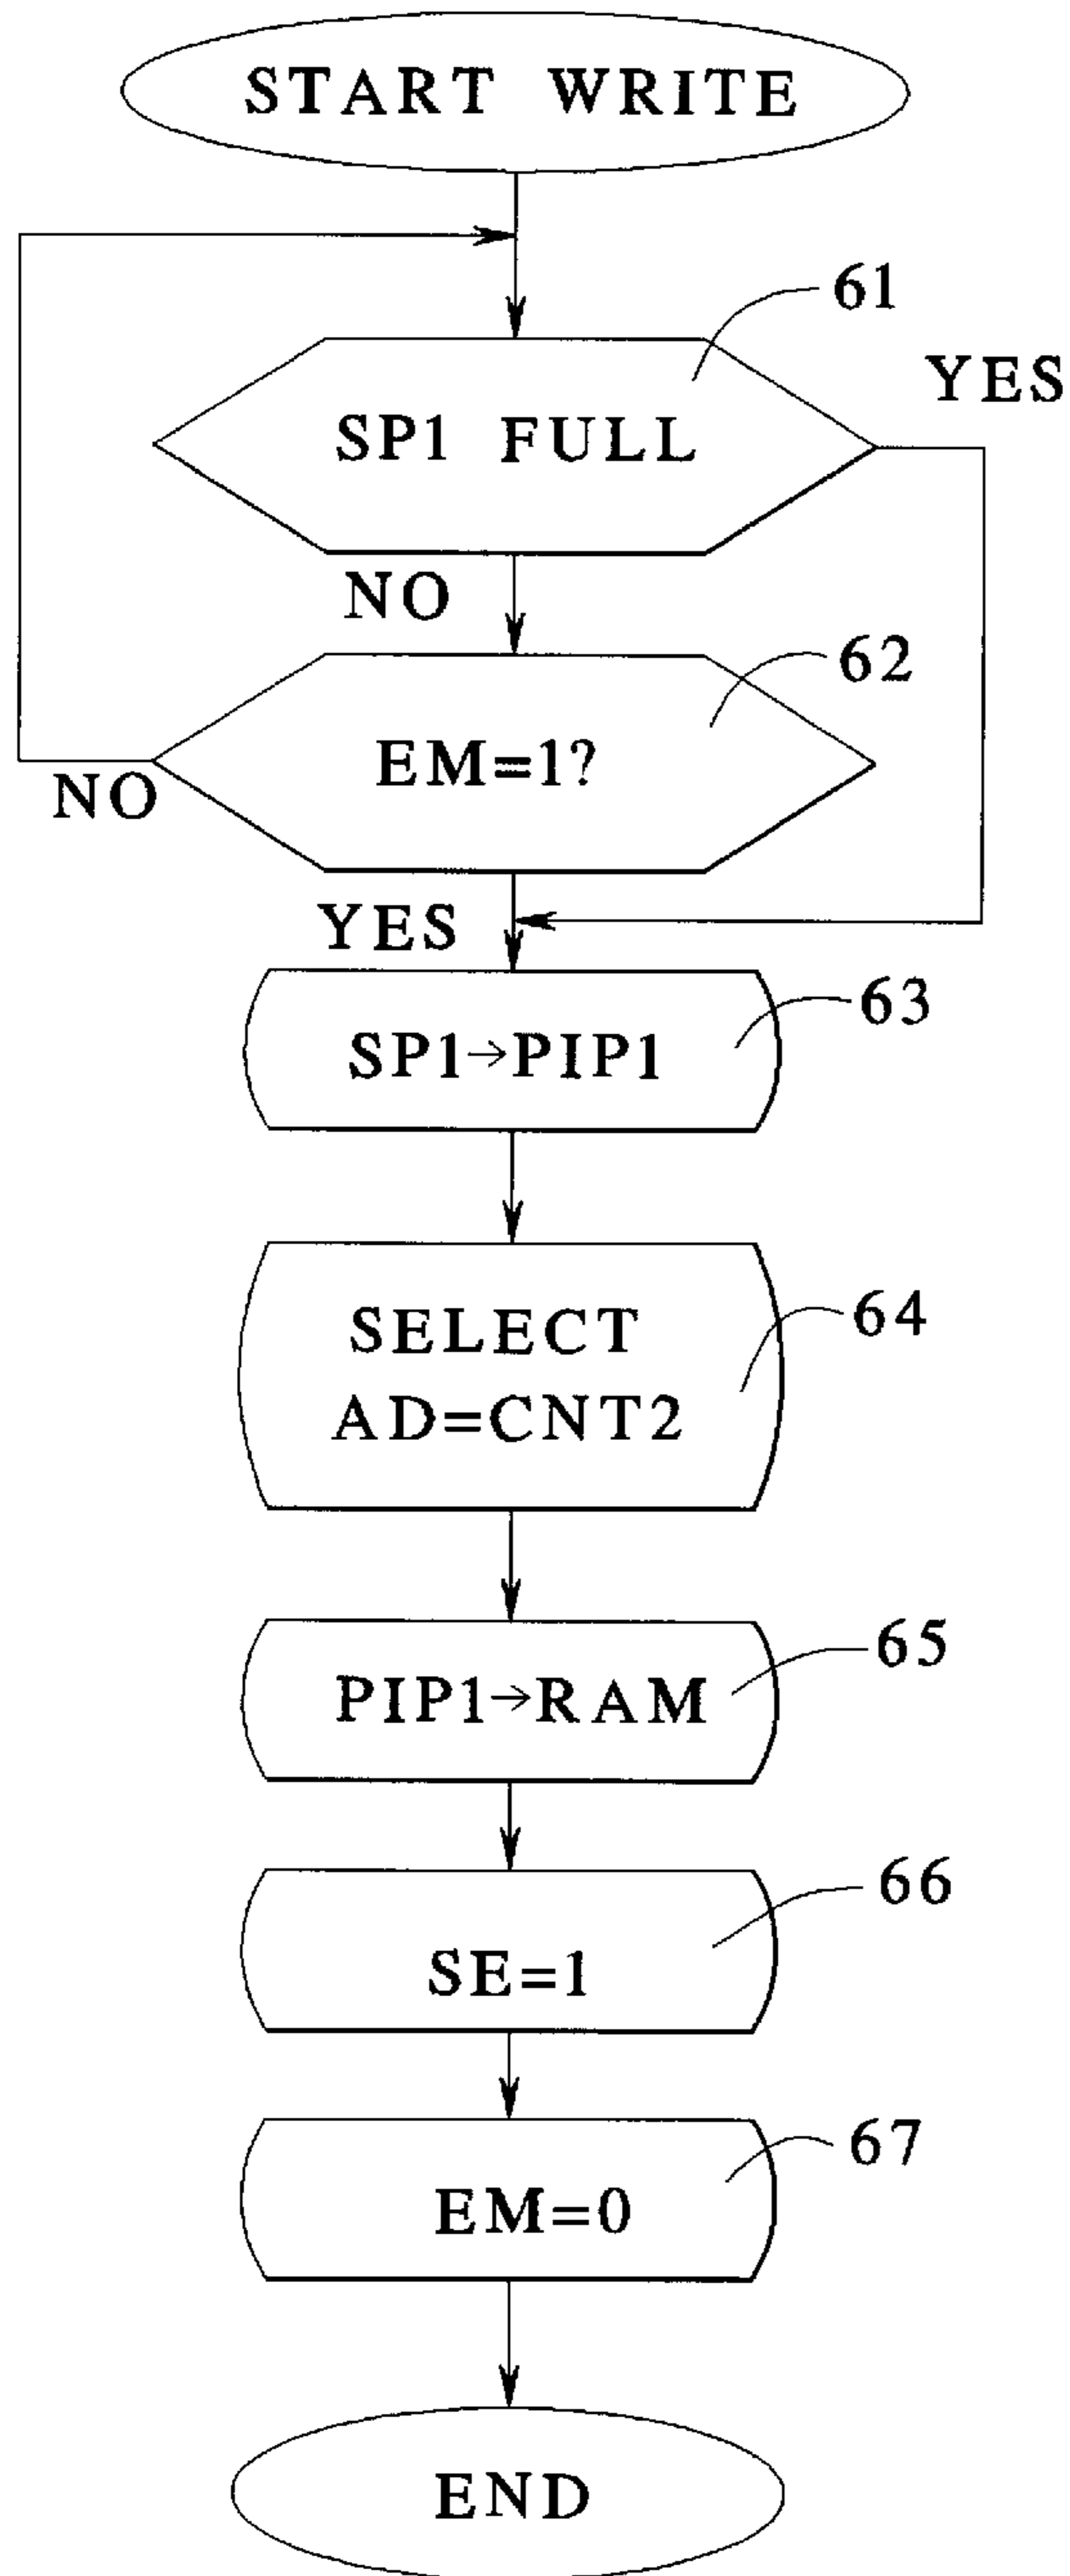 START WRITE
61
YES
SP1 FULL
NO
62
EM=1?
NO
YES
63
SP1→PIP1
64
SELECT
AD=CNT2
65
PIP1→RAM
66
SE=1
67
EM=0
END